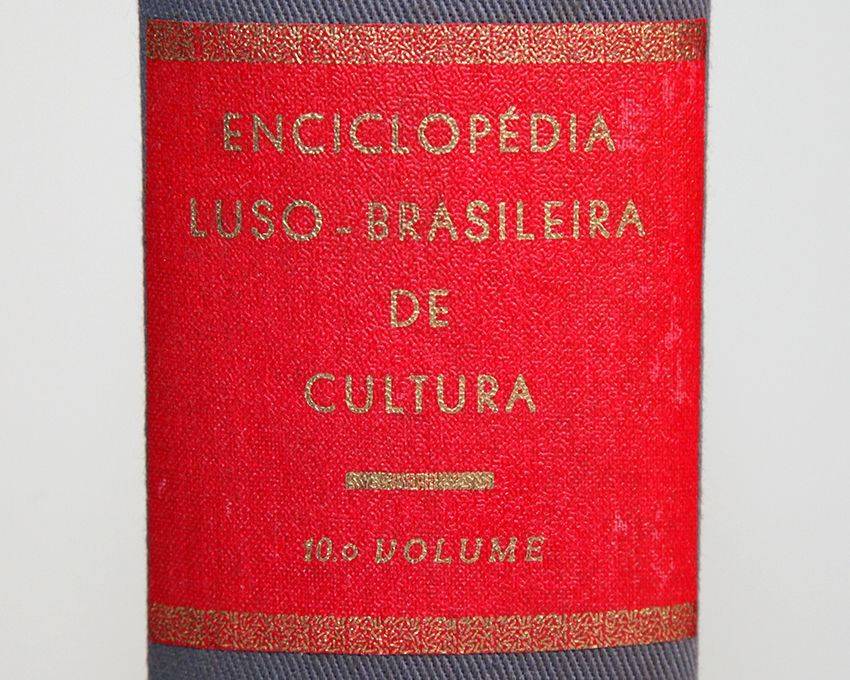 ENCICLOPÉDIA
LUSO-BRASILEIRA
DE
CULTURA
10.o VOLUME